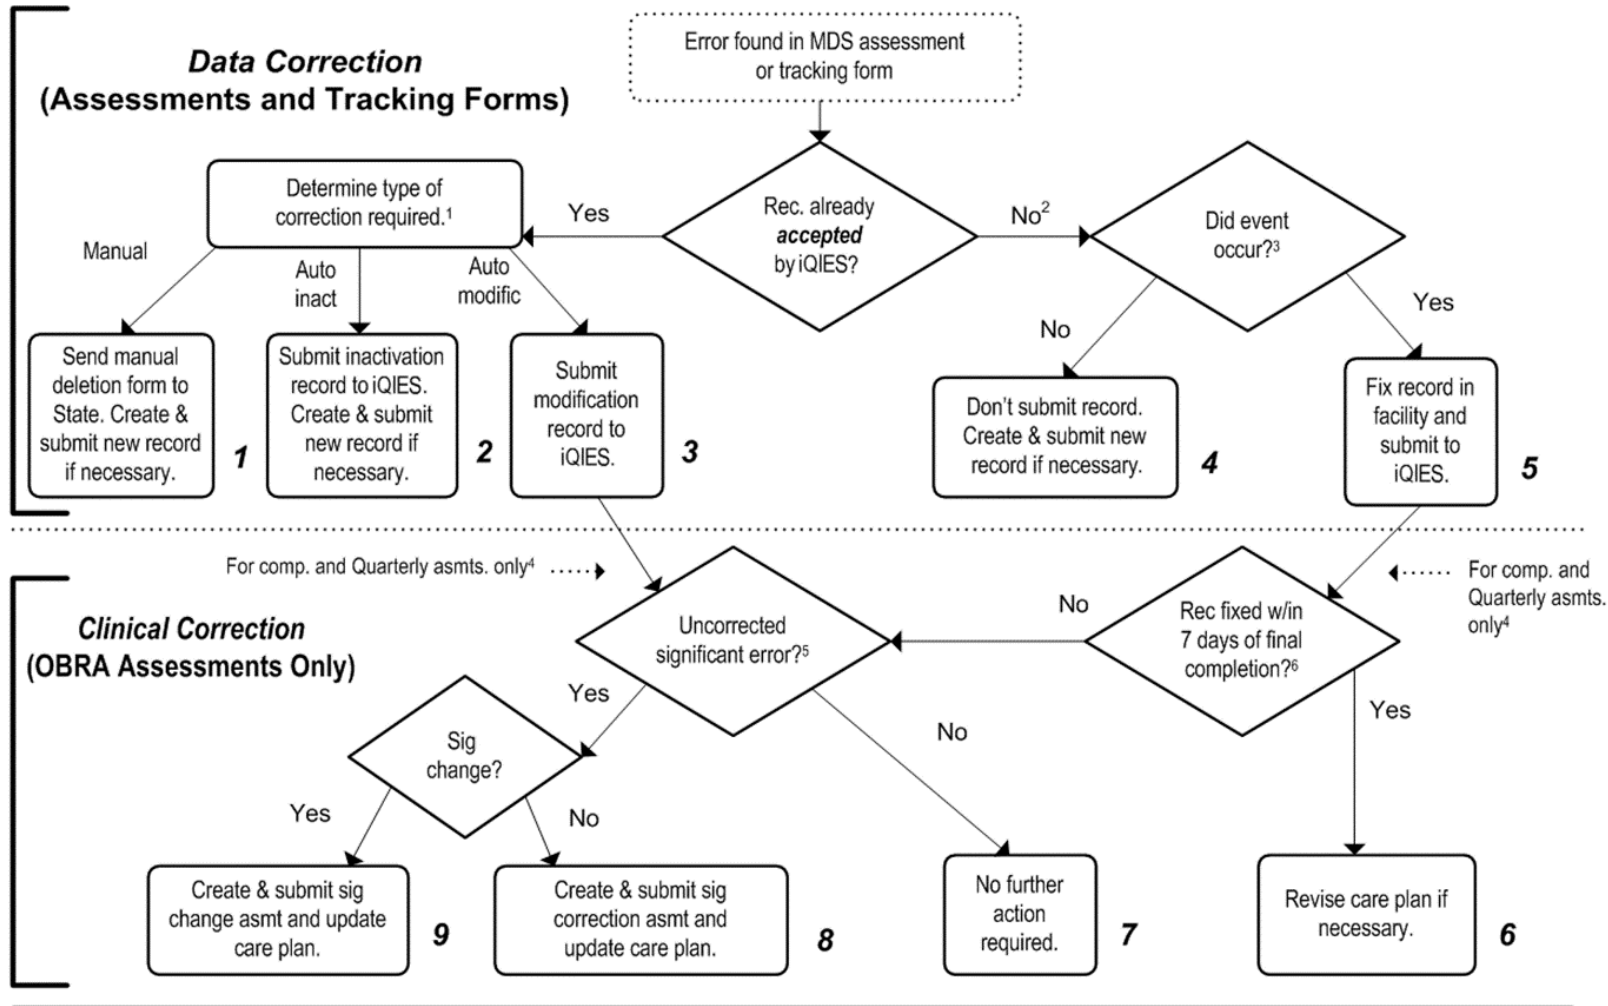 Data Correction
(Assessments and Tracking Forms)
Error found in MDS assessment
or tracking form
Determine type of
correction required.¹
Yes
Rec. already
accepted
by iQIES?
No²
Did event
occur?³
Manual
Auto
inact
Auto
modific
No
Yes
Send manual
deletion form to
State. Create &
submit new record
if necessary.
1
Submit inactivation
record to iQIES.
Create & submit
new record if
necessary.
2
Submit
modification
record to
iQIES.
3
Don't submit record.
Create & submit new
record if necessary.
4
Fix record in
facility and
submit to
iQIES.
5
For comp. and Quarterly asmts. only⁴
For comp. and
Quarterly asmts.
only⁴
Clinical Correction
(OBRA Assessments Only)
Uncorrected
significant error?⁵
No
Rec fixed w/in
7 days of final
completion?⁶
Yes
No
Yes
Sig
change?
Yes
No
Create & submit sig
change asmt and update
care plan.
9
Create & submit sig
correction asmt and
update care plan.
8
No further
action
required.
7
Revise care plan if
necessary.
6